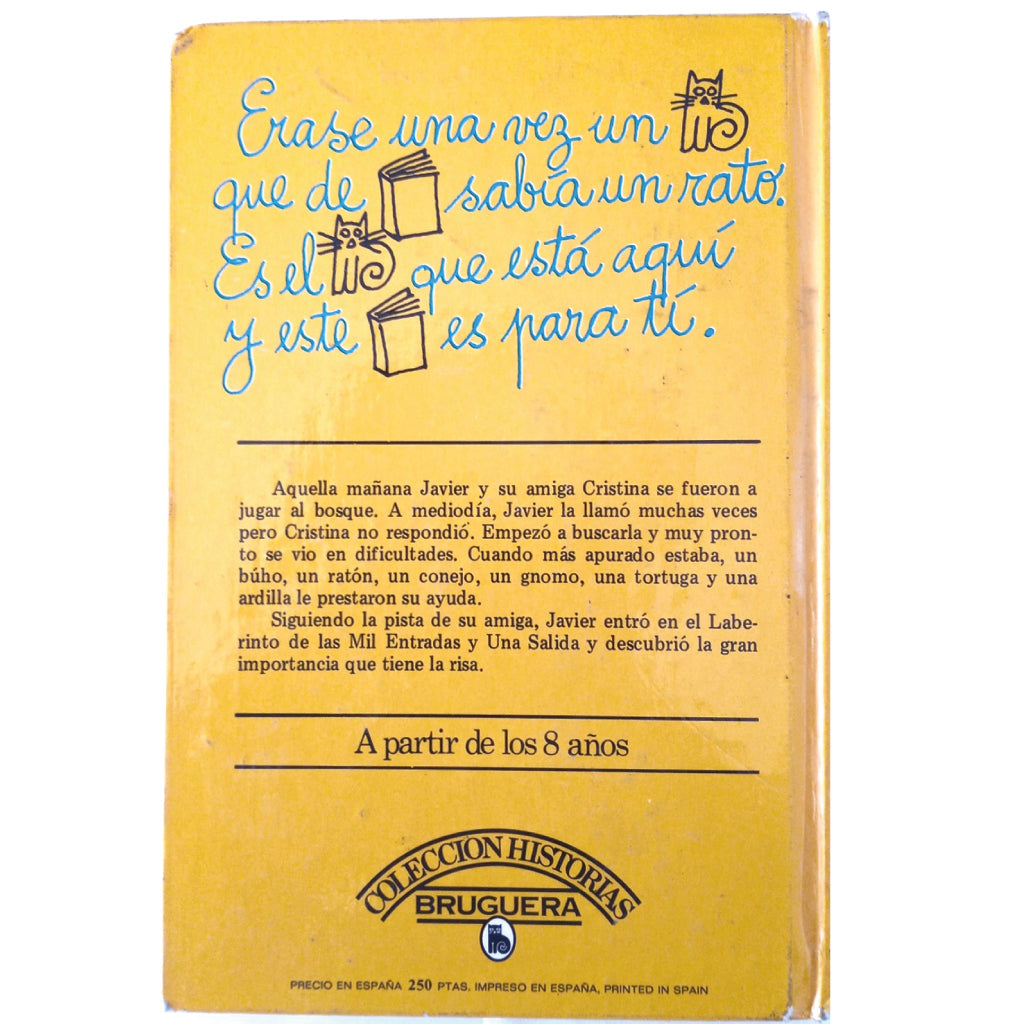 Erase una vez un
que de sabía un rato.
Es el que está aquí
y este es para tí.
Aquella mañana Javier y su amiga Cristina se fueron a
jugar al bosque. A mediodía, Javier la llamó muchas veces
pero Cristina no respondió. Empezó a buscarla y muy pron-
to se vio en dificultades. Cuando más apurado estaba, un
búho, un ratón, un conejo, un gnomo, una tortuga y una
ardilla le prestaron su ayuda.
Siguiendo la pista de su amiga, Javier entró en el Labe-
rinto de las Mil Entradas y Una Salida y descubrió la gran
importancia que tiene la risa.
A partir de los 8 años
COLECCION HISTORIAS
BRUGUERA
PRECIO EN ESPAÑA 250 PTAS. IMPRESO EN ESPAÑA, PRINTED IN SPAIN